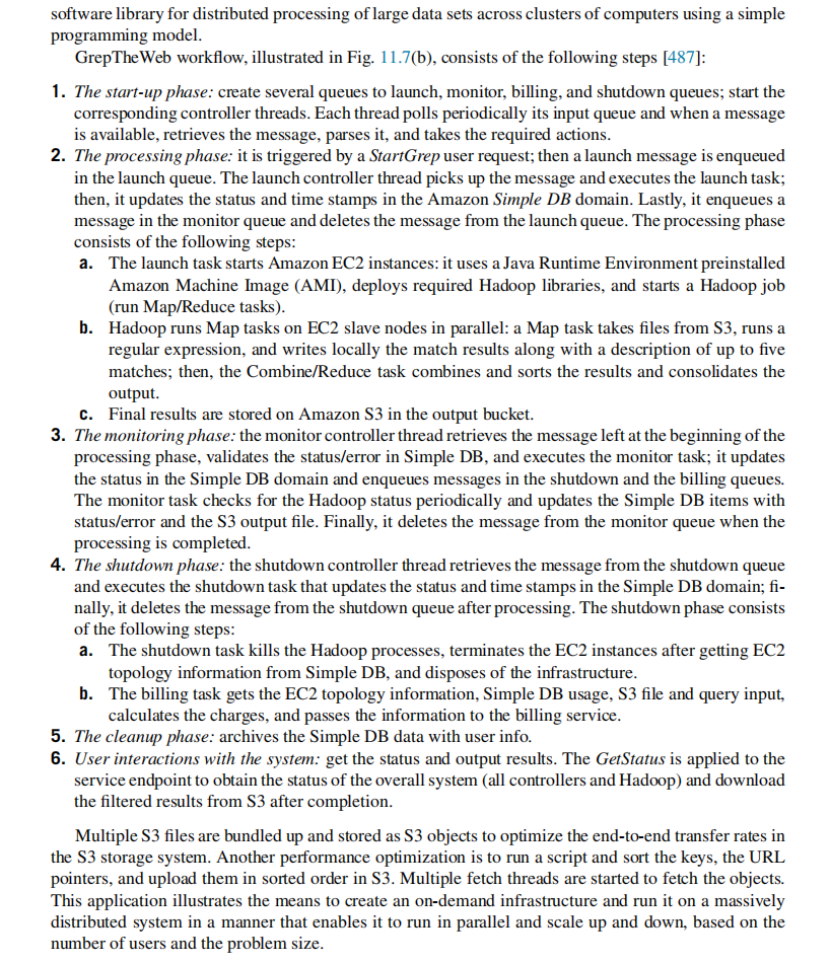 software library for distributed processing of large data sets across clusters of computers using a simple
programming model.
GrepTheWeb workflow, illustrated in Fig. 11.7(b), consists of the following steps [487]:
1. The start-up phase: create several queues to launch, monitor, billing, and shutdown queues; start the
corresponding controller threads. Each thread polls periodically its input queue and when a message
is available, retrieves the message, parses it, and takes the required actions.
2. The processing phase: it is triggered by a StartGrep user request; then a launch message is enqueued
in the launch queue. The launch controller thread picks up the message and executes the launch task;
then, it updates the status and time stamps in the Amazon Simple DB domain. Lastly, it enqueues a
message in the monitor queue and deletes the message from the launch queue. The processing phase
consists of the following steps:
a. The launch task starts Amazon EC2 instances: it uses a Java Runtime Environment preinstalled
Amazon Machine Image (AMI), deploys required Hadoop libraries, and starts a Hadoop job
(run Map/Reduce tasks).
b. Hadoop runs Map tasks on EC2 slave nodes in parallel: a Map task takes files from S3, runs a
regular expression, and writes locally the match results along with a description of up to five
matches; then, the Combine/Reduce task combines and sorts the results and consolidates the
output.
c. Final results are stored on Amazon S3 in the output bucket.
3. The monitoring phase: the monitor controller thread retrieves the message left at the beginning of the
processing phase, validates the status/error in Simple DB, and executes the monitor task; it updates
the status in the Simple DB domain and enqueues messages in the shutdown and the billing queues.
The monitor task checks for the Hadoop status periodically and updates the Simple DB items with
status/error and the S3 output file. Finally, it deletes the message from the monitor queue when the
processing is completed.
4. The shutdown phase: the shutdown controller thread retrieves the message from the shutdown queue
and executes the shutdown task that updates the status and time stamps in the Simple DB domain; fi-
nally, it deletes the message from the shutdown queue after processing. The shutdown phase consists
of the following steps:
a. The shutdown task kills the Hadoop processes, terminates the EC2 instances after getting EC2
topology information from Simple DB, and disposes of the infrastructure.
b. The billing task gets the EC2 topology information, Simple DB usage, S3 file and query input,
calculates the charges, and passes the information to the billing service.
5. The cleanup phase: archives the Simple DB data with user info.
6. User interactions with the system: get the status and output results. The GetStatus is applied to the
service endpoint to obtain the status of the overall system (all controllers and Hadoop) and download
the filtered results from S3 after completion.
Multiple S3 files are bundled up and stored as S3 objects to optimize the end-to-end transfer rates in
the S3 storage system. Another performance optimization is to run a script and sort the keys, the URL
pointers, and upload them in sorted order in S3. Multiple fetch threads are started to fetch the objects.
This application illustrates the means to create an on-demand infrastructure and run it on a massively
distributed system in a manner that enables it to run in parallel and scale up and down, based on the
number of users and the problem size.